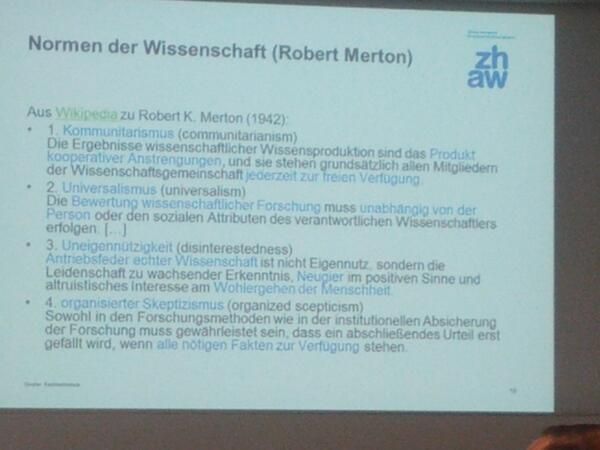 Normen der Wissenschaft (Robert Merton)
zh
aw
Aus Wikipedia zu Robert K. Merton (1942):
• 1. Kommunitarismus (communitarianism)
Die Ergebnisse wissenschaftlicher Wissensproduktion sind das Produkt
kooperativer Anstrengungen, und sie stehen grundsätzlich allen Mitgliedern
der Wissenschaftsgemeinschaft jederzeit zur freien Verfügung.
• 2. Universalismus (universalism)
Die Bewertung wissenschaftlicher Forschung muss unabhängig von der
Person oder den sozialen Attributen des verantwortlichen Wissenschaftlers
erfolgen. [...]
• 3. Uneigennützigkeit (disinterestedness)
Antriebsfeder echter Wissenschaft ist nicht Eigennutz, sondern die
Leidenschaft zu wachsender Erkenntnis, Neugier im positiven Sinne und
altruistisches Interesse am Wohlergehen der Menschheit.
• 4. organisierter Skeptizismus (organized scepticism)
Sowohl in den Forschungsmethoden wie in der institutionellen Absicherung
der Forschung muss gewährleistet sein, dass ein abschließendes Urteil erst
gefällt wird, wenn alle nötigen Fakten zur Verfügung stehen.